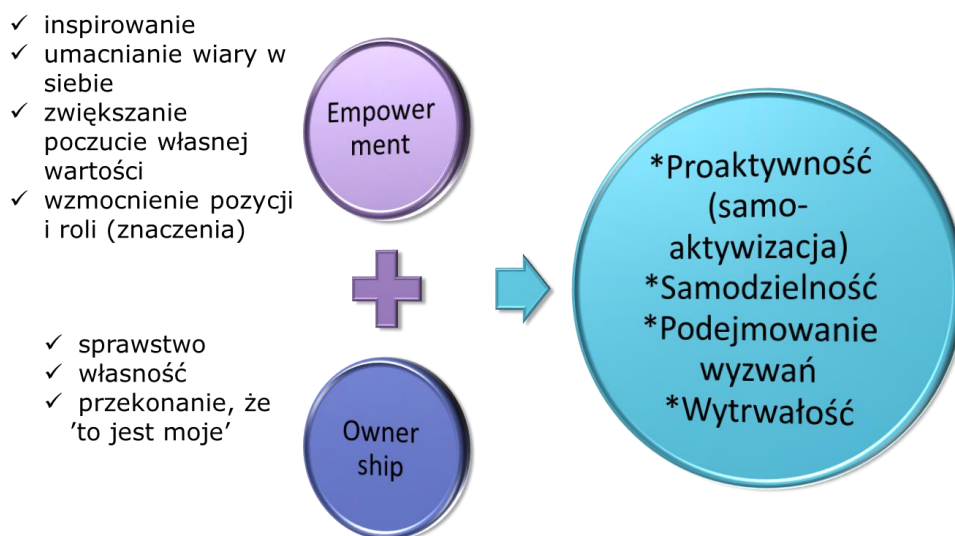 ✓ inspirowanie
✓ umacnianie wiary w
siebie
✓ zwiększanie
poczucie własnej
wartości
✓ wzmocnienie pozycji
i roli (znaczenia)
Empower
ment
✓ sprawstwo
✓ własność
✓ przekonanie, że
’to jest moje’
Owner
ship
*Proaktywność
(samo-
aktywizacja)
*Samodzielność
*Podejmowanie
wyzwań
*Wytrwałość